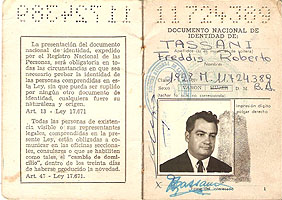 La presentación del documento
nacional de identidad, expedido
por el Registro Nacional de las
Personas, será obligatoria en to-
das las circunstancias en que sea
necesario probar la identidad de
las personas comprendidas en es-
ta Ley, sin que pueda ser suplido
por ningún otro documento de
identidad, cualquiera fuere su
naturaleza y origen.
Art. 13 - Ley 17.671
Todas las personas de existen-
cia visible o sus representantes
legales, comprendidas en la pre-
sente Ley, están obligadas a co-
municar en las oficinas secciona-
les, consulares u que se habiliten
como tales, el "cambio de domi-
cilio", dentro de los treinta días
de haberse producido la novedad.
Art. 47 - Ley 17.671
DOCUMENTO NACIONAL DE
IDENTIDAD DE:
TASSANI
Freddis Roberto
1922 M. 11.724.389
D. M. B.A.
Impresión dígito
pulgar derecho